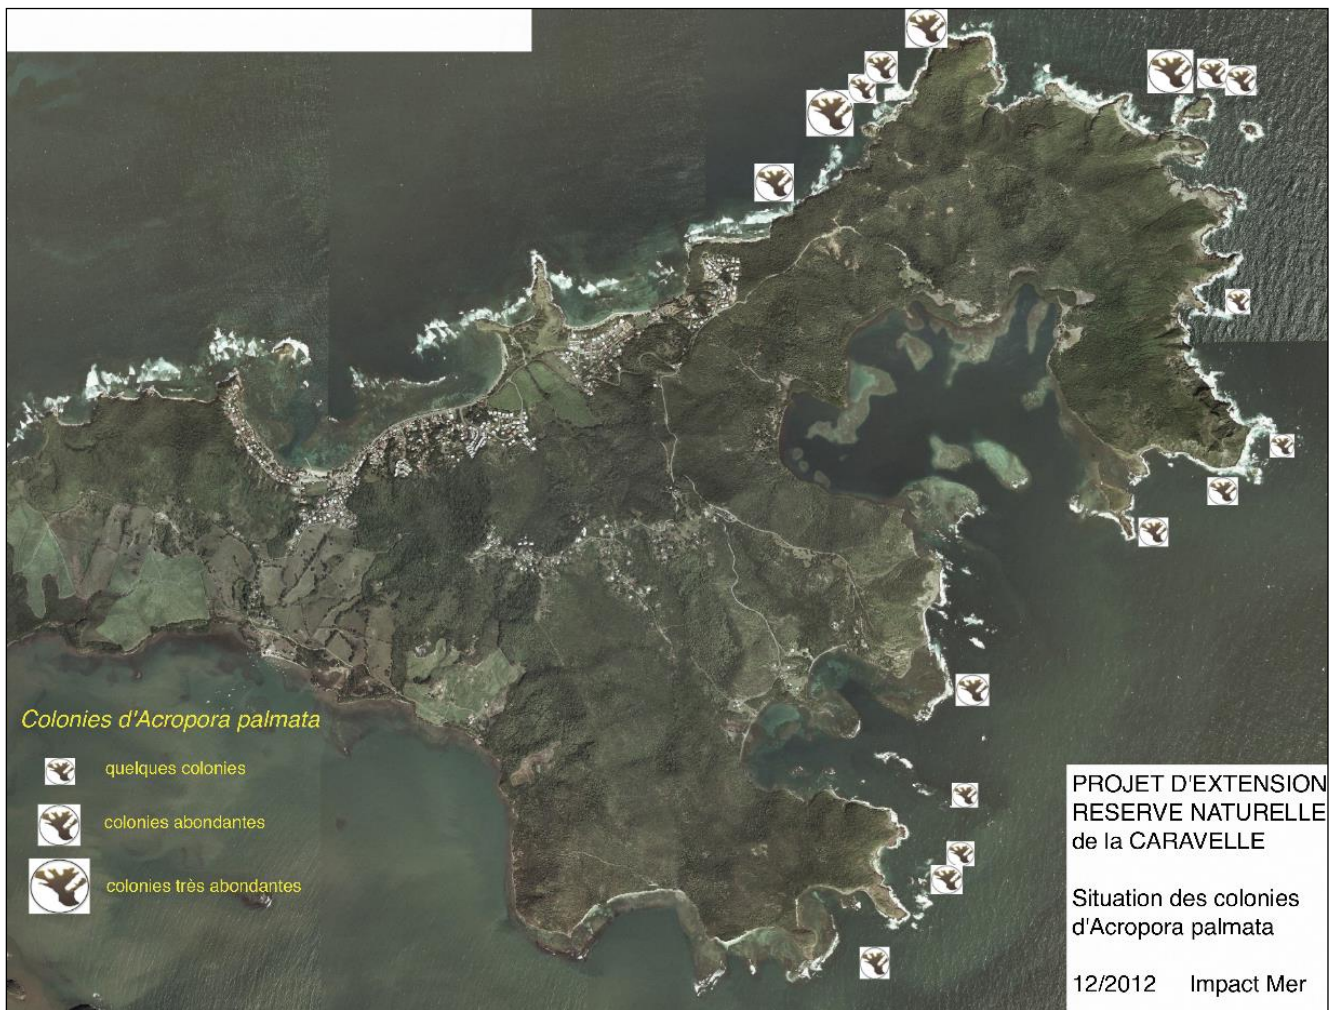 Colonies d'Acropora palmata
quelques colonies
colonies abondantes
colonies très abondantes
PROJET D'EXTENSION
RESERVE NATURELLE
de la CARAVELLE
Situation des colonies
d'Acropora palmata
12/2012 Impact Mer